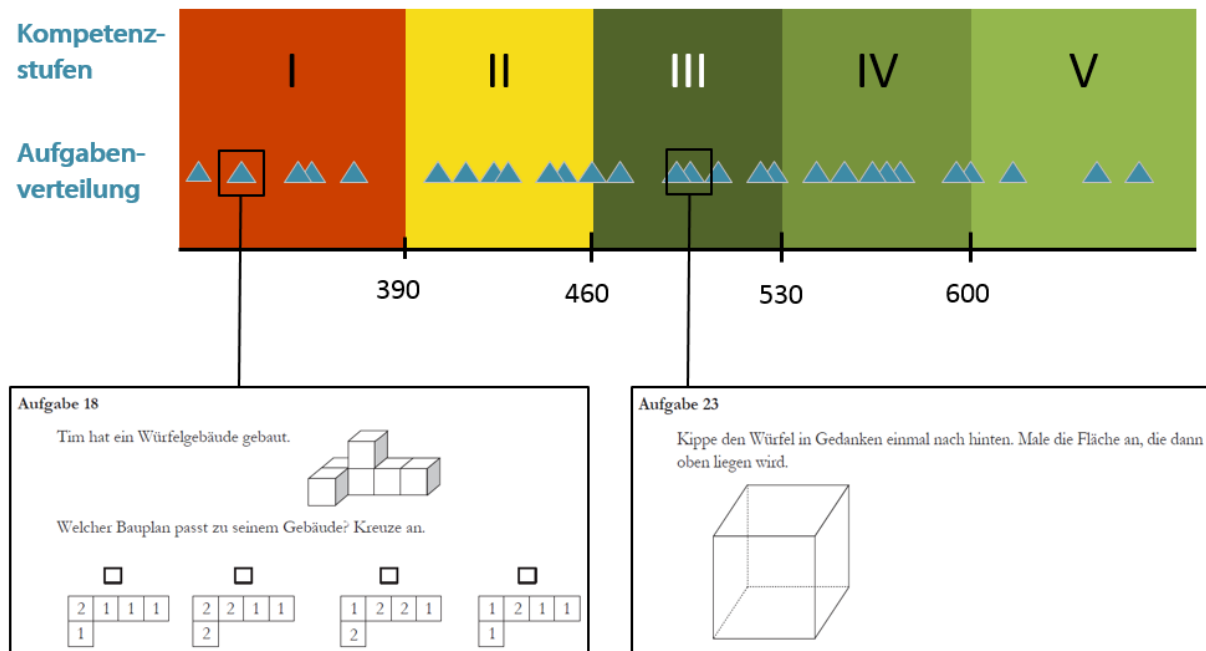 Kompetenz-
stufen
I II III IV V
Aufgaben-
verteilung
390 460 530 600
Aufgabe 18
Tim hat ein Würfelgebäude gebaut.
Welcher Bauplan passt zu seinem Gebäude? Kreuze an.
2 1 1 1 2 2 1 1 1 2 2 1 1 2 1 1
1 2 2 1
Aufgabe 23
Kippe den Würfel in Gedanken einmal nach hinten. Male die Fläche an, die dann
oben liegen wird.